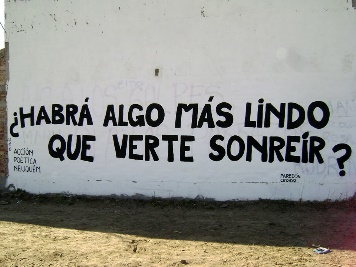 ¿HABRÁ ALGO MÁS LINDO
QUE VERTE SONREÍR?
ACCIÓN
POÉTICA
NEUQUÉN